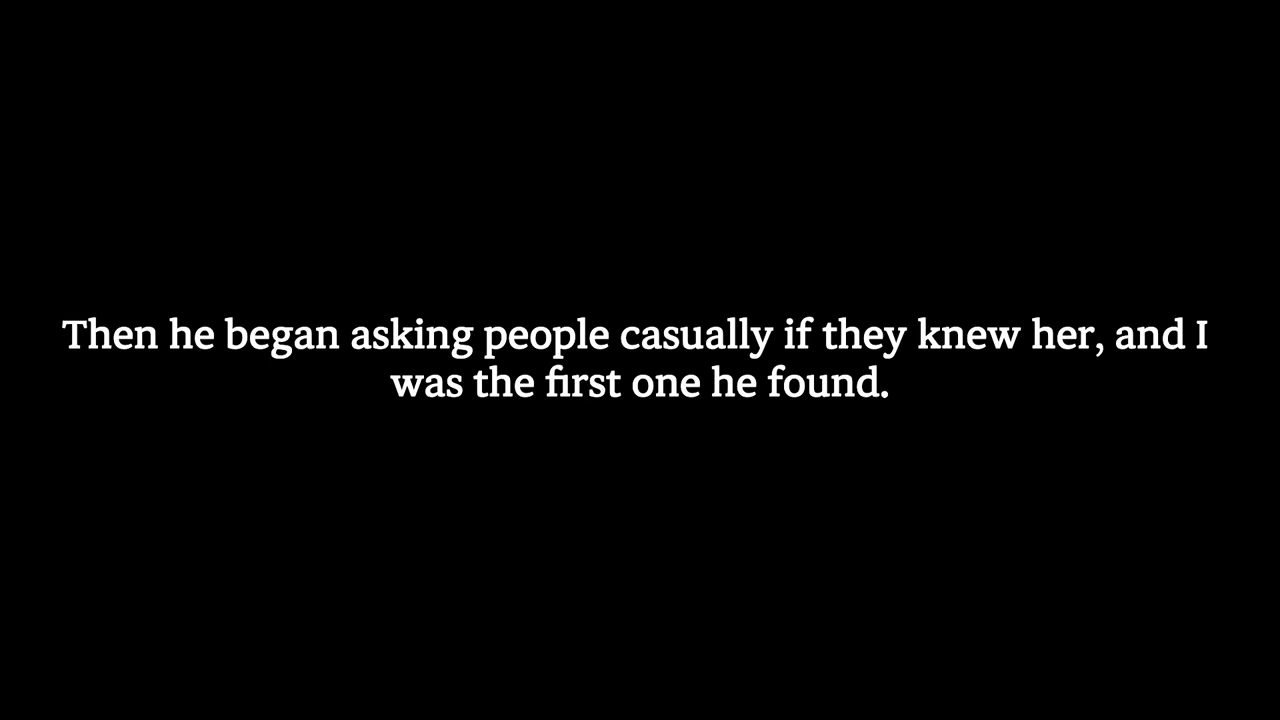 Then he began asking people casually if they knew her, and I
was the first one he found.